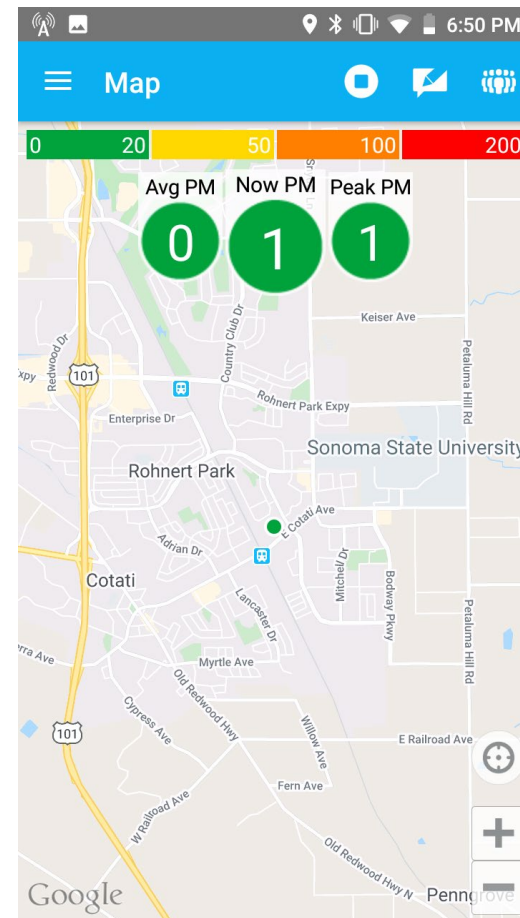 6:50 PM
Map
0 20 50 100 200
Avg PM Now PM Peak PM
0 1 1
Keiser Ave
Country Club Dr
Redwood Dr
Petaluma Hill Rd
xpy
101
Rohnert Park Expy
Enterprise Dr
Sonoma State University
Rohnert Park
E Cotati Ave
Adrian Dr
Mitchell Dr
Bodway Pkwy
Cotati
Lancaster Dr
Petaluma Hill Rd
rra Ave
Myrtle Ave
Old Redwood Hwy
Cypress Ave
Willow Ave
101
E Railroad Ave
Fern Ave
W Railroad Ave
Old Redwood Hwy N
Penngrove
Google